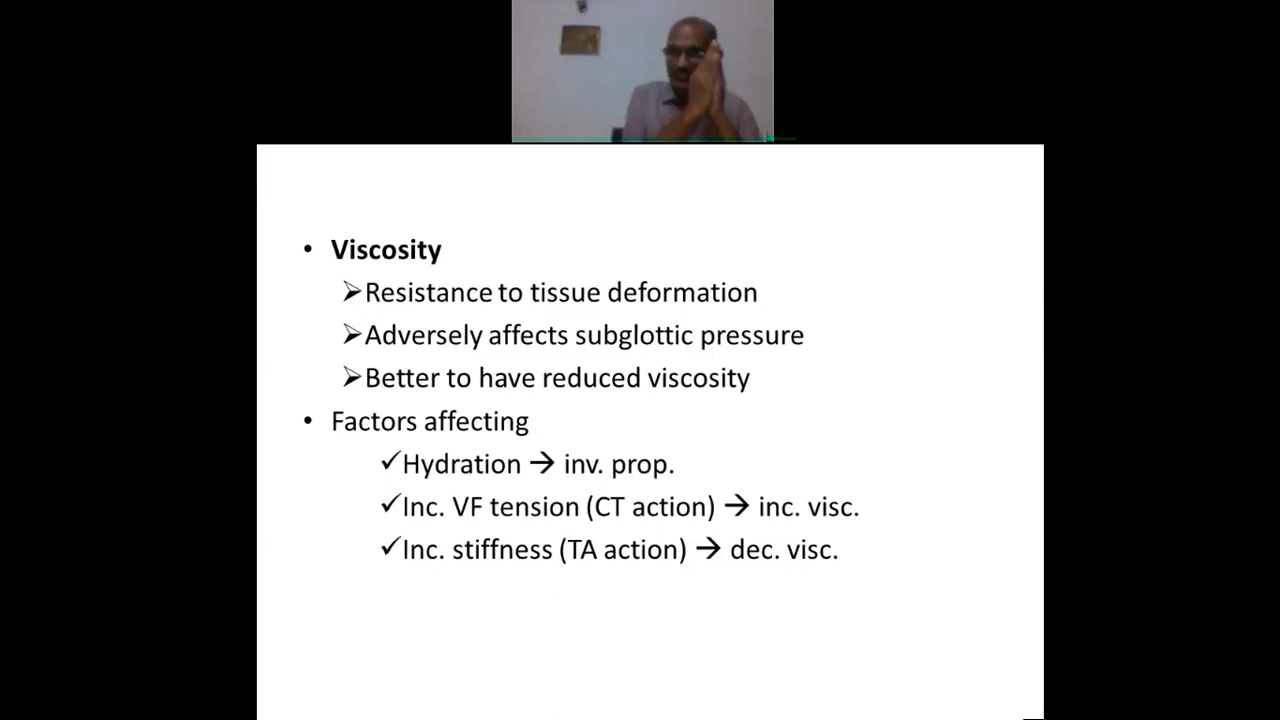 • Viscosity
➢Resistance to tissue deformation
➢Adversely affects subglottic pressure
➢Better to have reduced viscosity
• Factors affecting
✓Hydration → inv. prop.
✓Inc. VF tension (CT action) → inc. visc.
✓Inc. stiffness (TA action) → dec. visc.